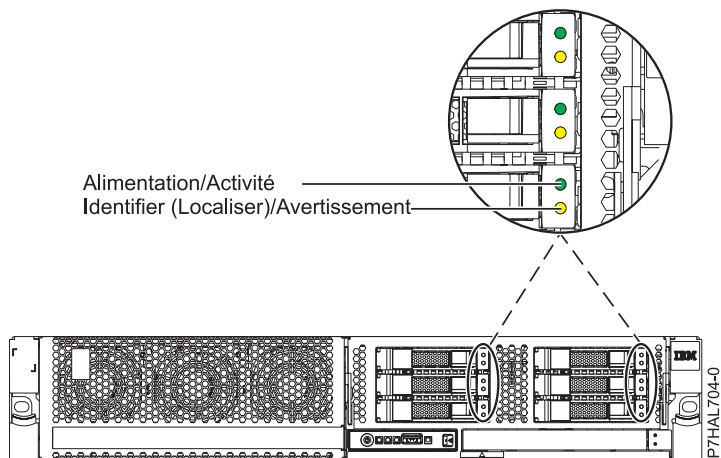 Alimentation/Activité
Identifier (Localiser)/Avertissement
IBM
P7HAL704-0